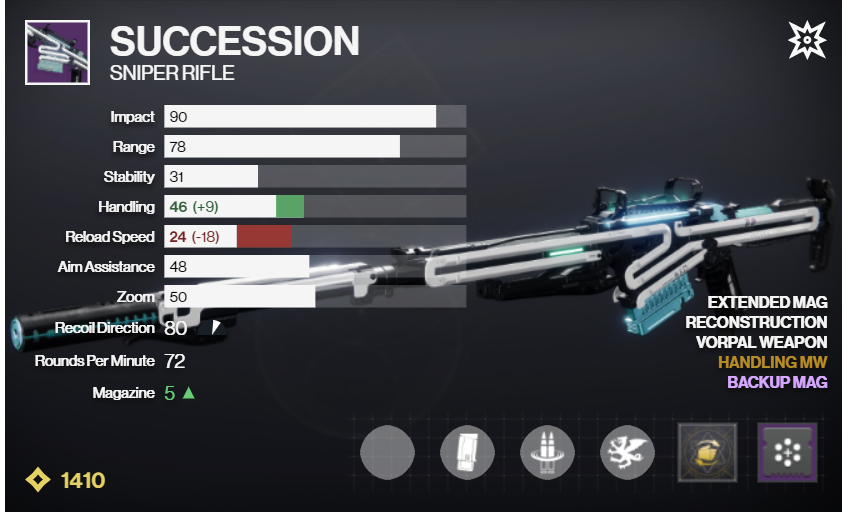 SUCCESSION
SNIPER RIFLE
Impact 90
Range 78
Stability 31
Handling 46 (+9)
Reload Speed 24 (-18)
Aim Assistance 48
Zoom 50
Recoil Direction 80
Rounds Per Minute 72
Magazine 5 ▲
EXTENDED MAG
RECONSTRUCTION
VORPAL WEAPON
HANDLING MW
BACKUP MAG
1410